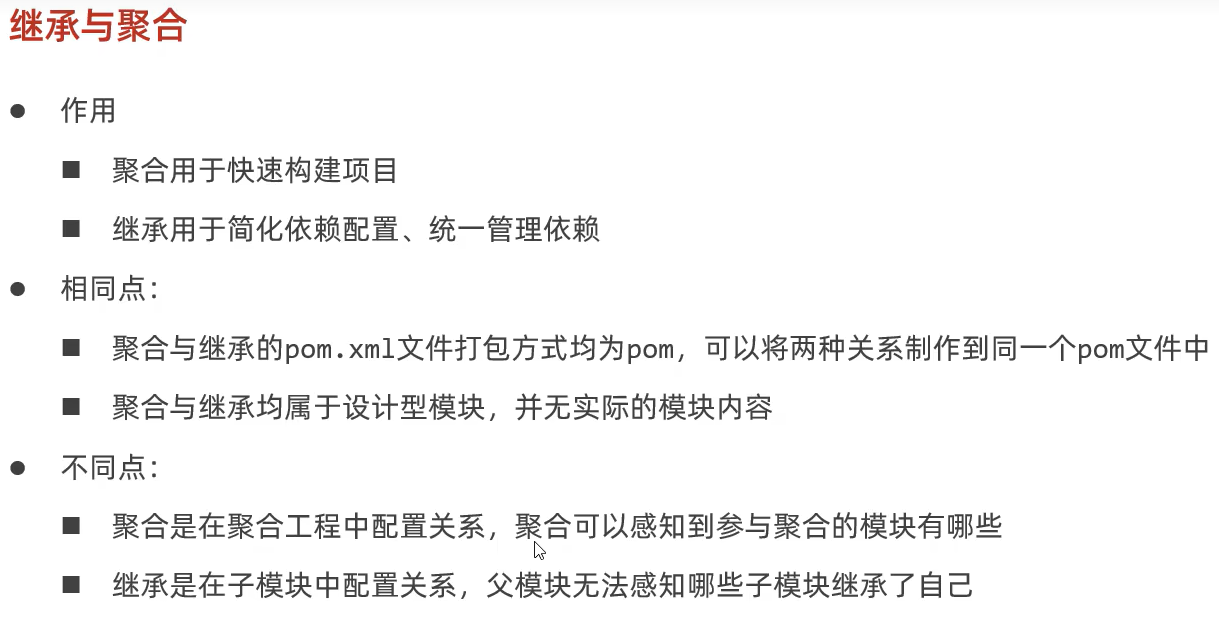 继承与聚合
● 作用
■ 聚合用于快速构建项目
■ 继承用于简化依赖配置、统一管理依赖
● 相同点：
■ 聚合与继承的pom.xml文件打包方式均为pom，可以将两种关系制作到同一个pom文件中
■ 聚合与继承均属于设计型模块，并无实际的模块内容
● 不同点：
■ 聚合是在聚合工程中配置关系，聚合可以感知到参与聚合的模块有哪些
■ 继承是在子模块中配置关系，父模块无法感知哪些子模块继承了自己